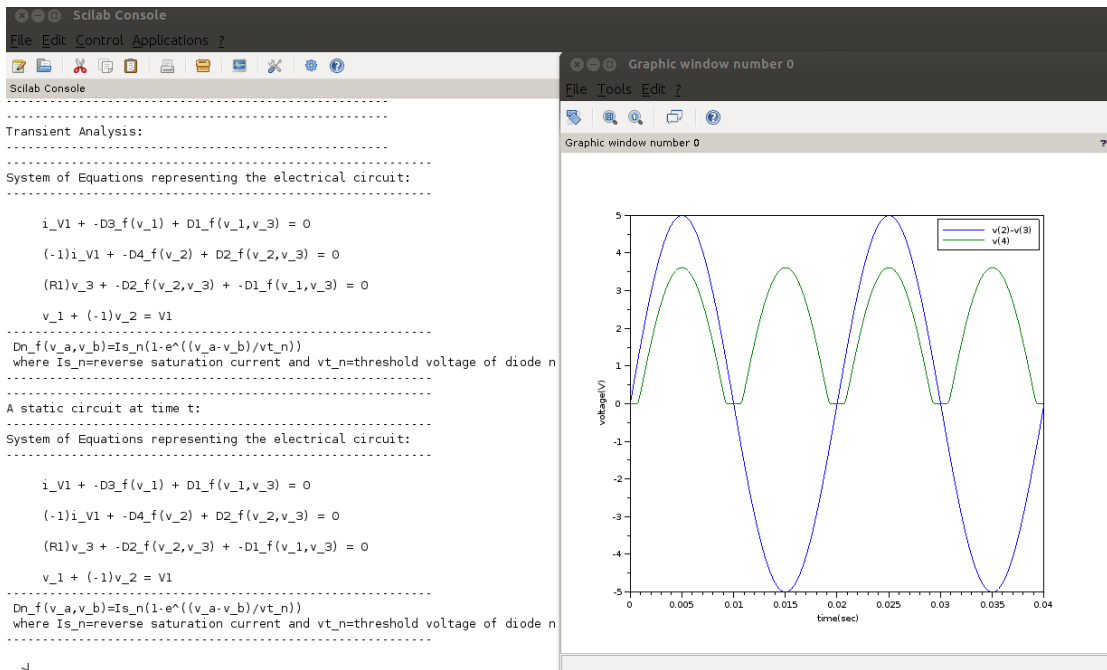 Scilab Console
File Edit Control Applications ?
Scilab Console
Transient Analysis:
System of Equations representing the electrical circuit:
i_V1 + -D3_f(v_1) + D1_f(v_1,v_3) = 0
(-1)i_V1 + -D4_f(v_2) + D2_f(v_2,v_3) = 0
(R1)v_3 + -D2_f(v_2,v_3) + -D1_f(v_1,v_3) = 0
v_1 + (-1)v_2 = V1
Dn_f(v_a,v_b)=Is_n(1-e^((v_a-v_b)/vt_n))
where Is_n=reverse saturation current and vt_n=threshold voltage of diode n
A static circuit at time t:
System of Equations representing the electrical circuit:
i_V1 + -D3_f(v_1) + D1_f(v_1,v_3) = 0
(-1)i_V1 + -D4_f(v_2) + D2_f(v_2,v_3) = 0
(R1)v_3 + -D2_f(v_2,v_3) + -D1_f(v_1,v_3) = 0
v_1 + (-1)v_2 = V1
Dn_f(v_a,v_b)=Is_n(1-e^((v_a-v_b)/vt_n))
where Is_n=reverse saturation current and vt_n=threshold voltage of diode n
Graphic window number 0
File Tools Edit ?
Graphic window number 0 ?
v(2)-v(3)
v(4)
voltage(V)
5
4
3
2
1
0
-1
-2
-3
-4
-5
0 0.005 0.01 0.015 0.02 0.025 0.03 0.035 0.04
time(sec)